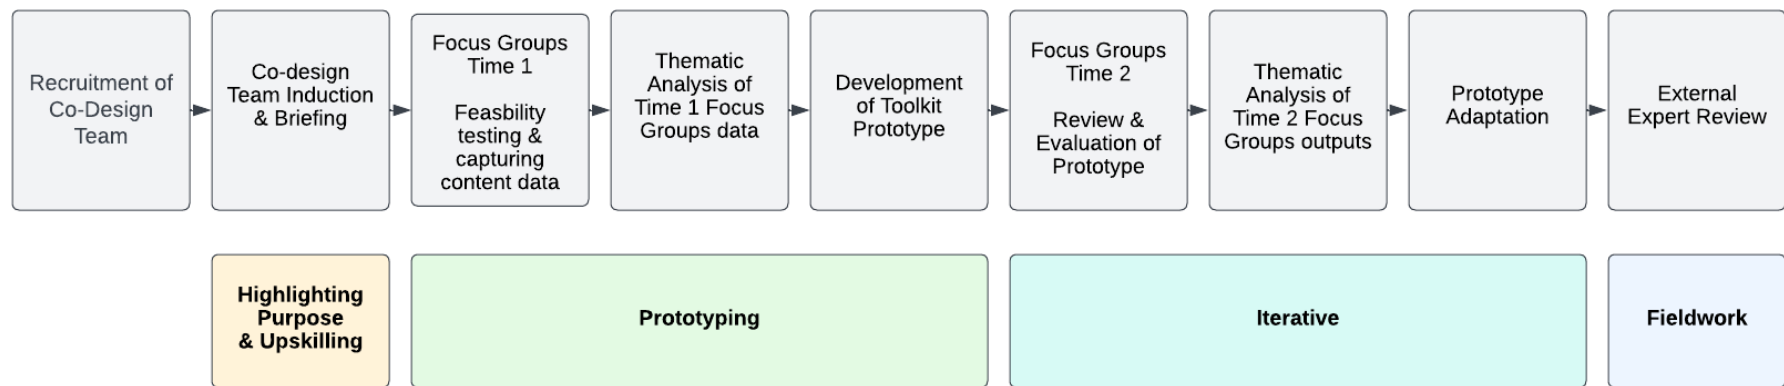 Recruitment of
Co-Design
Team
Co-design
Team Induction
& Briefing
Focus Groups
Time 1
Feasbility
testing &
capturing
content data
Thematic
Analysis of
Time 1 Focus
Groups data
Development
of Toolkit
Prototype
Focus Groups
Time 2
Review &
Evaluation of
Prototype
Thematic
Analysis of
Time 2 Focus
Groups outputs
Prototype
Adaptation
External
Expert Review
Highlighting
Purpose
& Upskilling
Prototyping
Iterative
Fieldwork